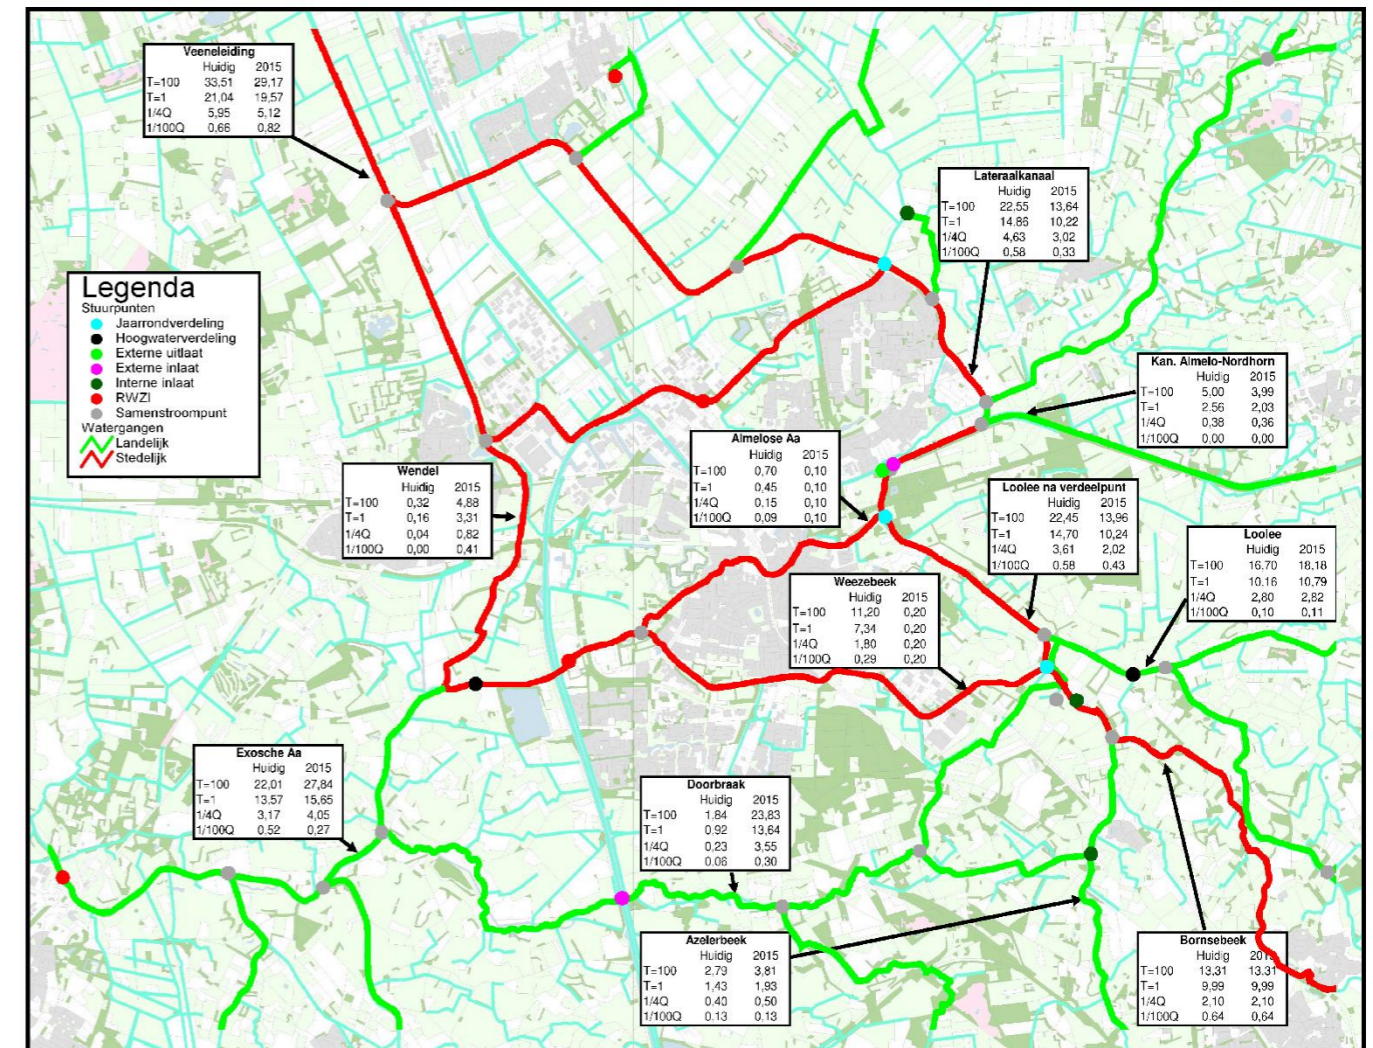 Veeneleiding
Huidig 2015
T=100 33,51 29,17
T=1 21,04 19,57
1/4Q 5,95 5,12
1/100Q 0,66 0,82
Lateraalkanaal
Huidig 2015
T=100 22,55 13,64
T=1 14,86 10,22
1/4Q 4,63 3,02
1/100Q 0,58 0,33
Legenda
Stuurpunten
Jaarrondverdeling
Hoogwaterverdeling
Externe uitlaat
Externe inlaat
Interne inlaat
RWZI
Samenstroompunt
Watergangen
Landelijk
Stedelijk
Kan. Almelo-Nordhorn
Huidig 2015
T=100 5,00 3,99
T=1 2,56 2,03
1/4Q 0,38 0,36
1/100Q 0,00 0,00
Almelose Aa
Huidig 2015
T=100 0,70 0,10
T=1 0,45 0,10
1/4Q 0,15 0,10
1/100Q 0,09 0,10
Wendel
Huidig 2015
T=100 0,32 4,88
T=1 0,16 3,31
1/4Q 0,04 0,82
1/100Q 0,00 0,41
Loolee na verdeelpunt
Huidig 2015
T=100 22,45 13,96
T=1 14,70 10,24
1/4Q 3,61 2,02
1/100Q 0,58 0,43
Loolee
Huidig 2015
T=100 16,70 18,18
T=1 10,16 10,79
1/4Q 2,80 2,82
1/100Q 0,10 0,11
Weezebeek
Huidig 2015
T=100 11,20 0,20
T=1 7,34 0,20
1/4Q 1,80 0,20
1/100Q 0,29 0,20
Exosche Aa
Huidig 2015
T=100 22,01 27,84
T=1 13,57 15,65
1/4Q 3,17 4,05
1/100Q 0,52 0,27
Doorbraak
Huidig 2015
T=100 1,84 23,83
T=1 0,92 13,64
1/4Q 0,23 3,55
1/100Q 0,06 0,30
Azelerbeek
Huidig 2015
T=100 2,79 3,81
T=1 1,43 1,93
1/4Q 0,40 0,50
1/100Q 0,13 0,13
Bornsebeek
Huidig 2015
T=100 13,31 13,31
T=1 9,99 9,99
1/4Q 2,10 2,10
1/100Q 0,64 0,64